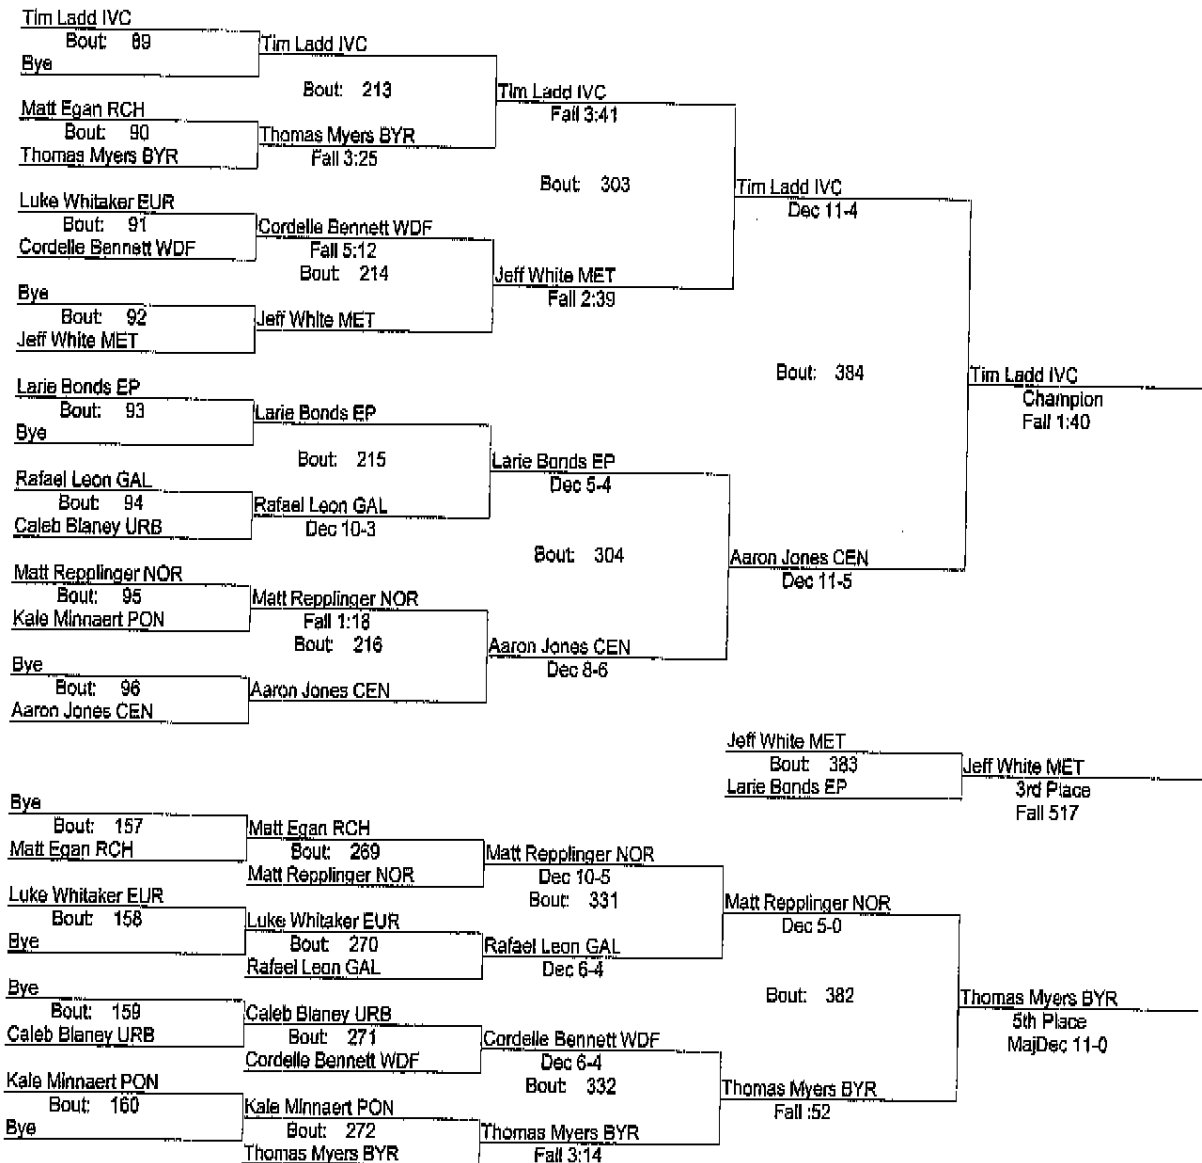 Tim Ladd IVC
Bout: 89
Bye
Tim Ladd IVC
Bout: 213
Matt Egan RCH
Bout: 90
Thomas Myers BYR
Thomas Myers BYR
Fall 3:25
Tim Ladd IVC
Fall 3:41
Bout: 303
Luke Whitaker EUR
Bout: 91
Cordelle Bennett WDF
Cordelle Bennett WDF
Fall 5:12
Bout: 214
Bye
Bout: 92
Jeff White MET
Jeff White MET
Jeff White MET
Fall 2:39
Tim Ladd IVC
Dec 11-4
Bout: 384
Larie Bonds EP
Bout: 93
Bye
Larie Bonds EP
Bout: 215
Rafael Leon GAL
Bout: 94
Caleb Blaney URB
Rafael Leon GAL
Dec 10-3
Larie Bonds EP
Dec 5-4
Bout: 304
Matt Repplinger NOR
Bout: 95
Kale Minnaert PON
Matt Repplinger NOR
Fall 1:18
Bout: 216
Bye
Bout: 96
Aaron Jones CEN
Aaron Jones CEN
Aaron Jones CEN
Dec 8-6
Aaron Jones CEN
Dec 11-5
Tim Ladd IVC
Champion
Fall 1:40
Jeff White MET
Bout: 383
Larie Bonds EP
Jeff White MET
3rd Place
Fall 517
Bye
Bout: 157
Matt Egan RCH
Matt Egan RCH
Bout: 269
Matt Repplinger NOR
Matt Repplinger NOR
Dec 10-5
Bout: 331
Luke Whitaker EUR
Bout: 158
Bye
Luke Whitaker EUR
Bout: 270
Rafael Leon GAL
Rafael Leon GAL
Dec 6-4
Matt Repplinger NOR
Dec 5-0
Bout: 382
Bye
Bout: 159
Caleb Blaney URB
Caleb Blaney URB
Bout: 271
Cordelle Bennett WDF
Cordelle Bennett WDF
Dec 6-4
Bout: 332
Kale Minnaert PON
Bout: 160
Bye
Kale Minnaert PON
Bout: 272
Thomas Myers BYR
Thomas Myers BYR
Fall 3:14
Thomas Myers BYR
Fall :52
Thomas Myers BYR
5th Place
MajDec 11-0